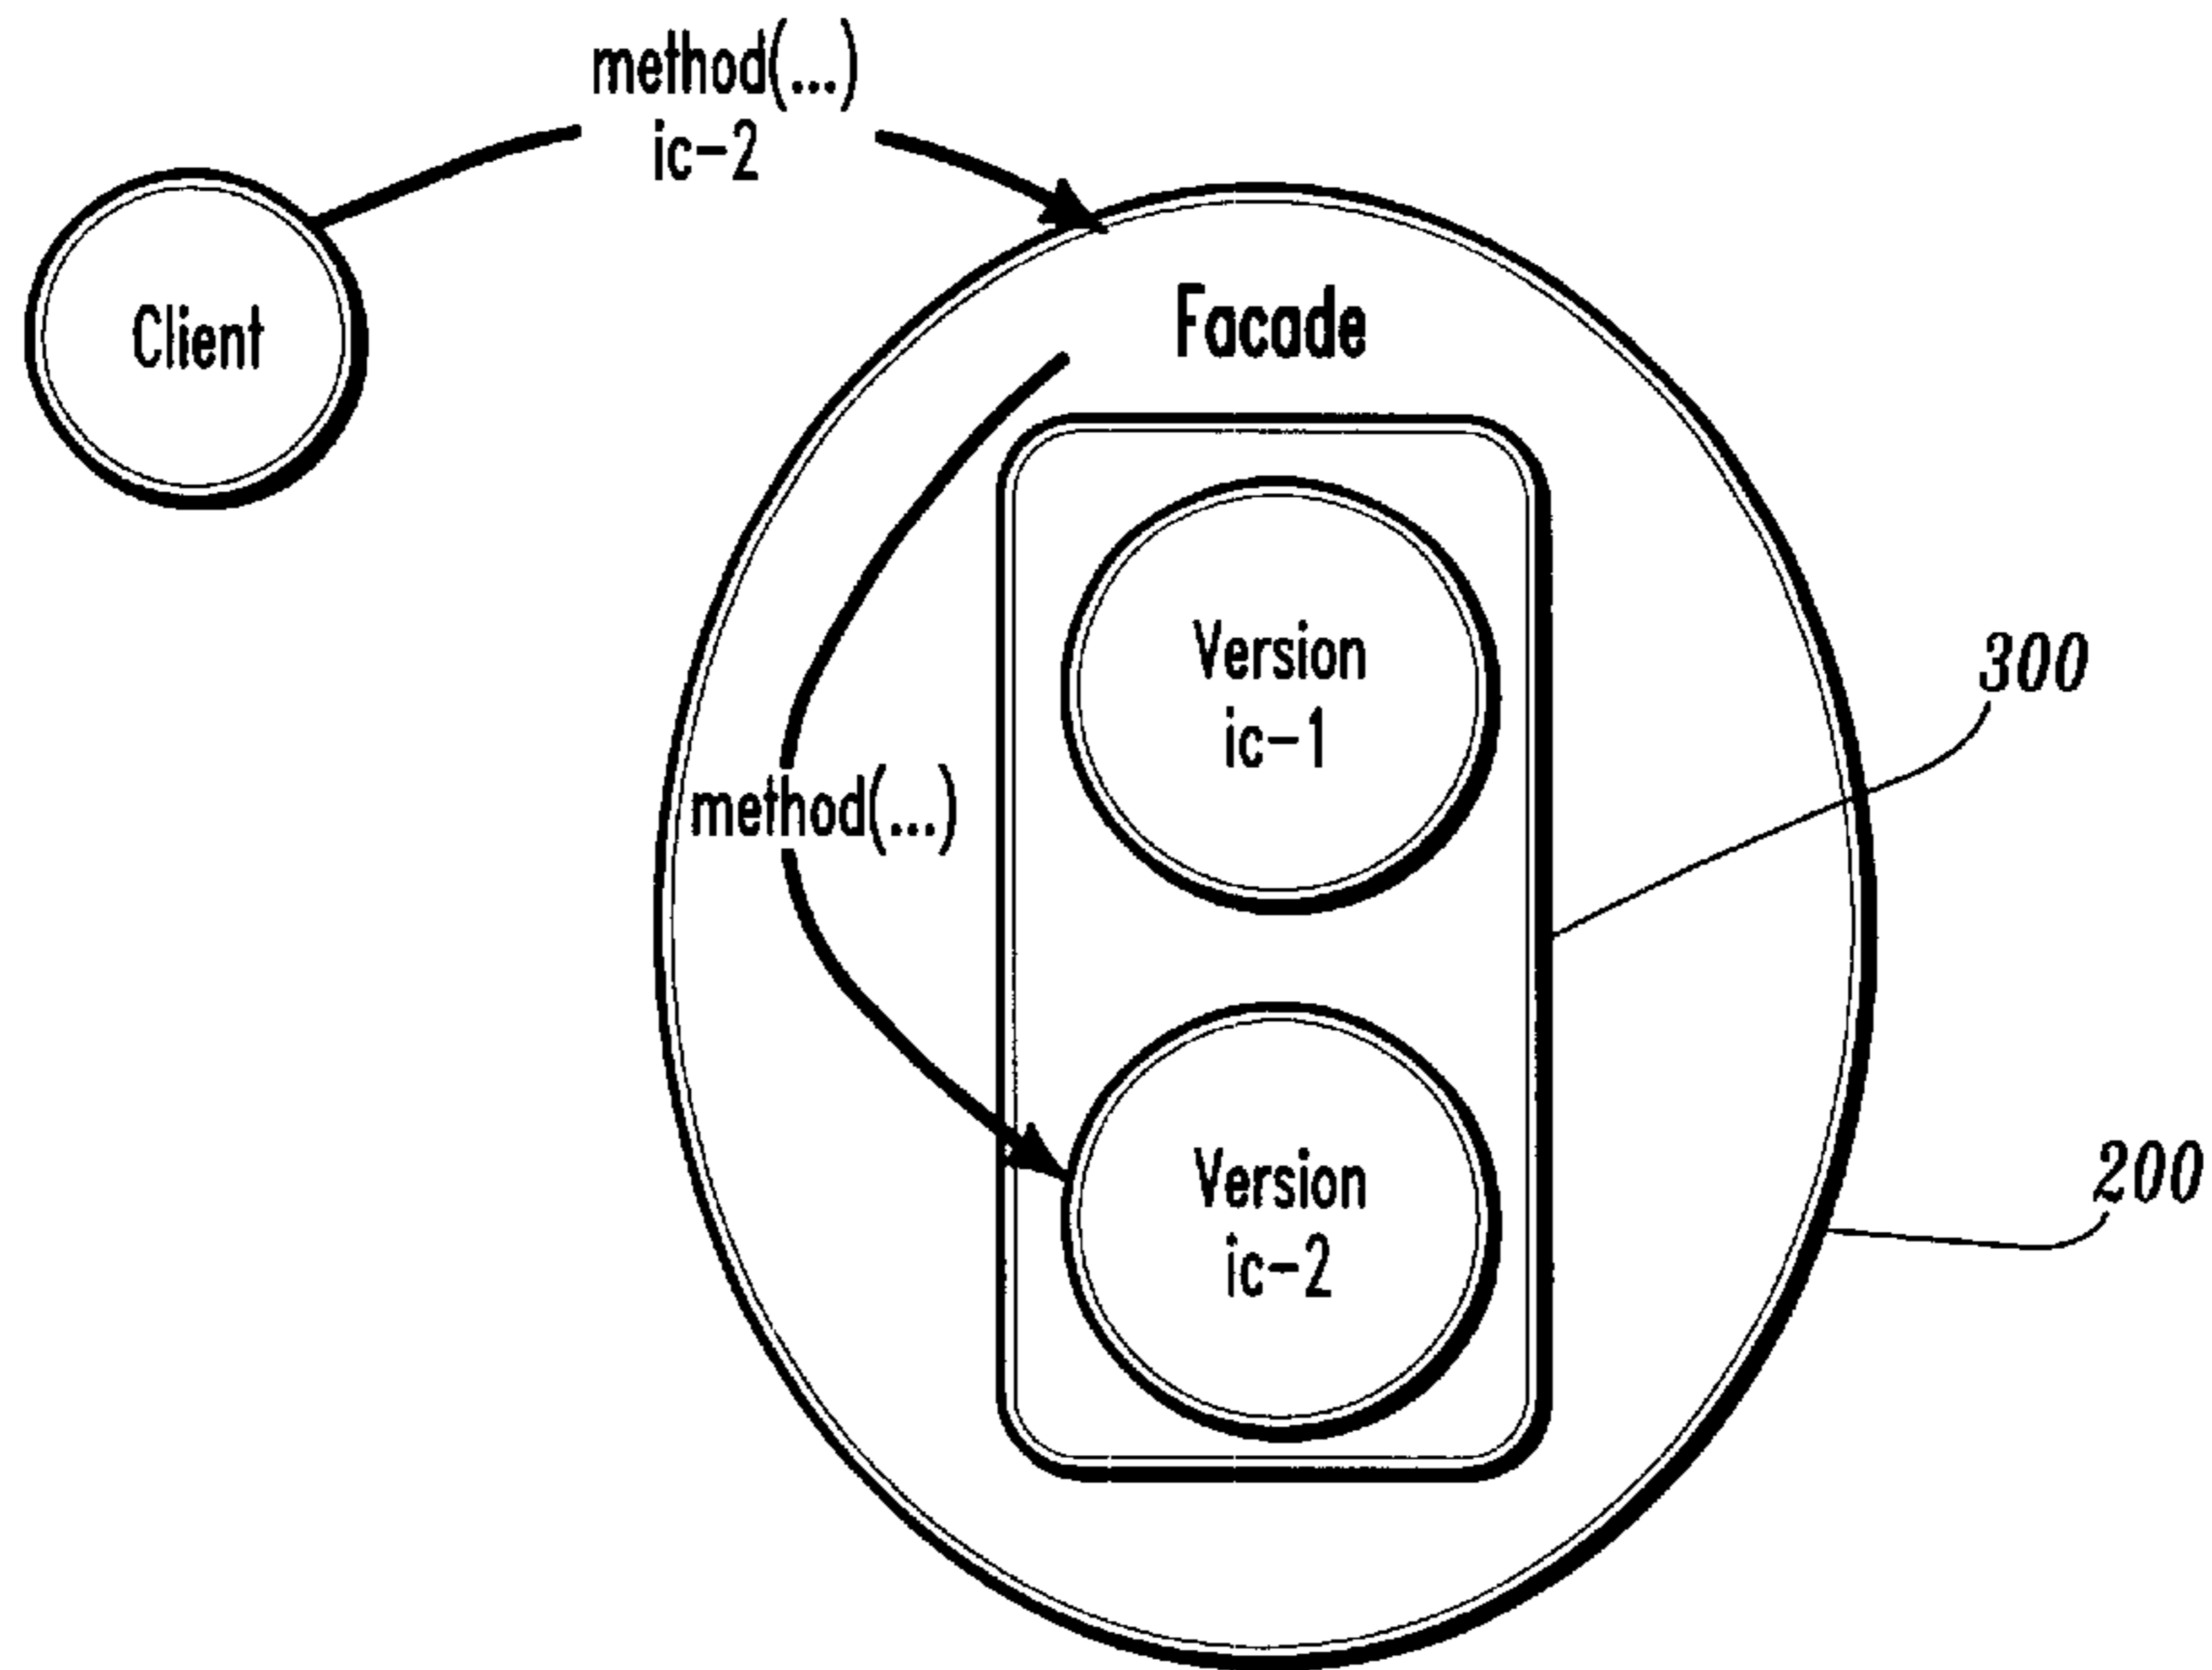 method(...)
ic-2
Client
Facade
Version
ic-1
300
method(...)
Version
ic-2
200